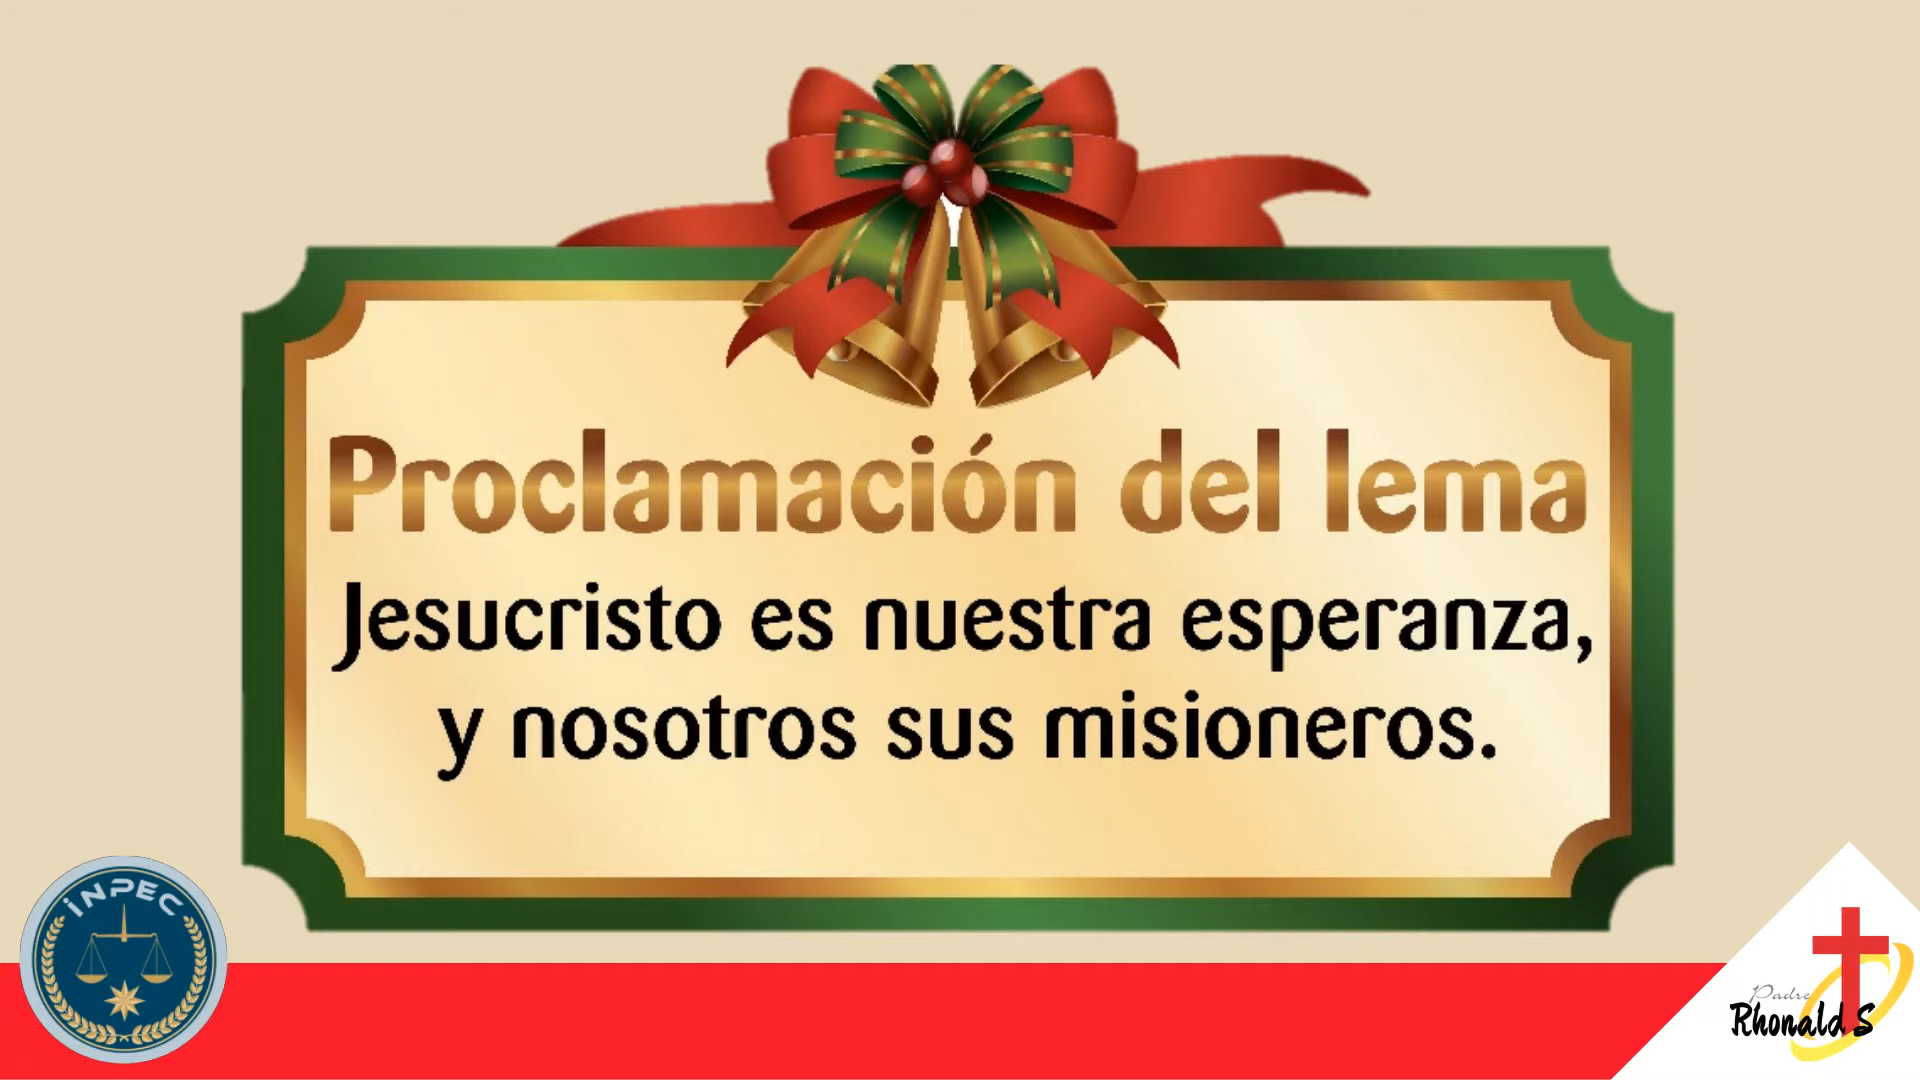 Proclamación del lema
Jesucristo es nuestra esperanza,
y nosotros sus misioneros.
INPEC
Padre
Rhonald S